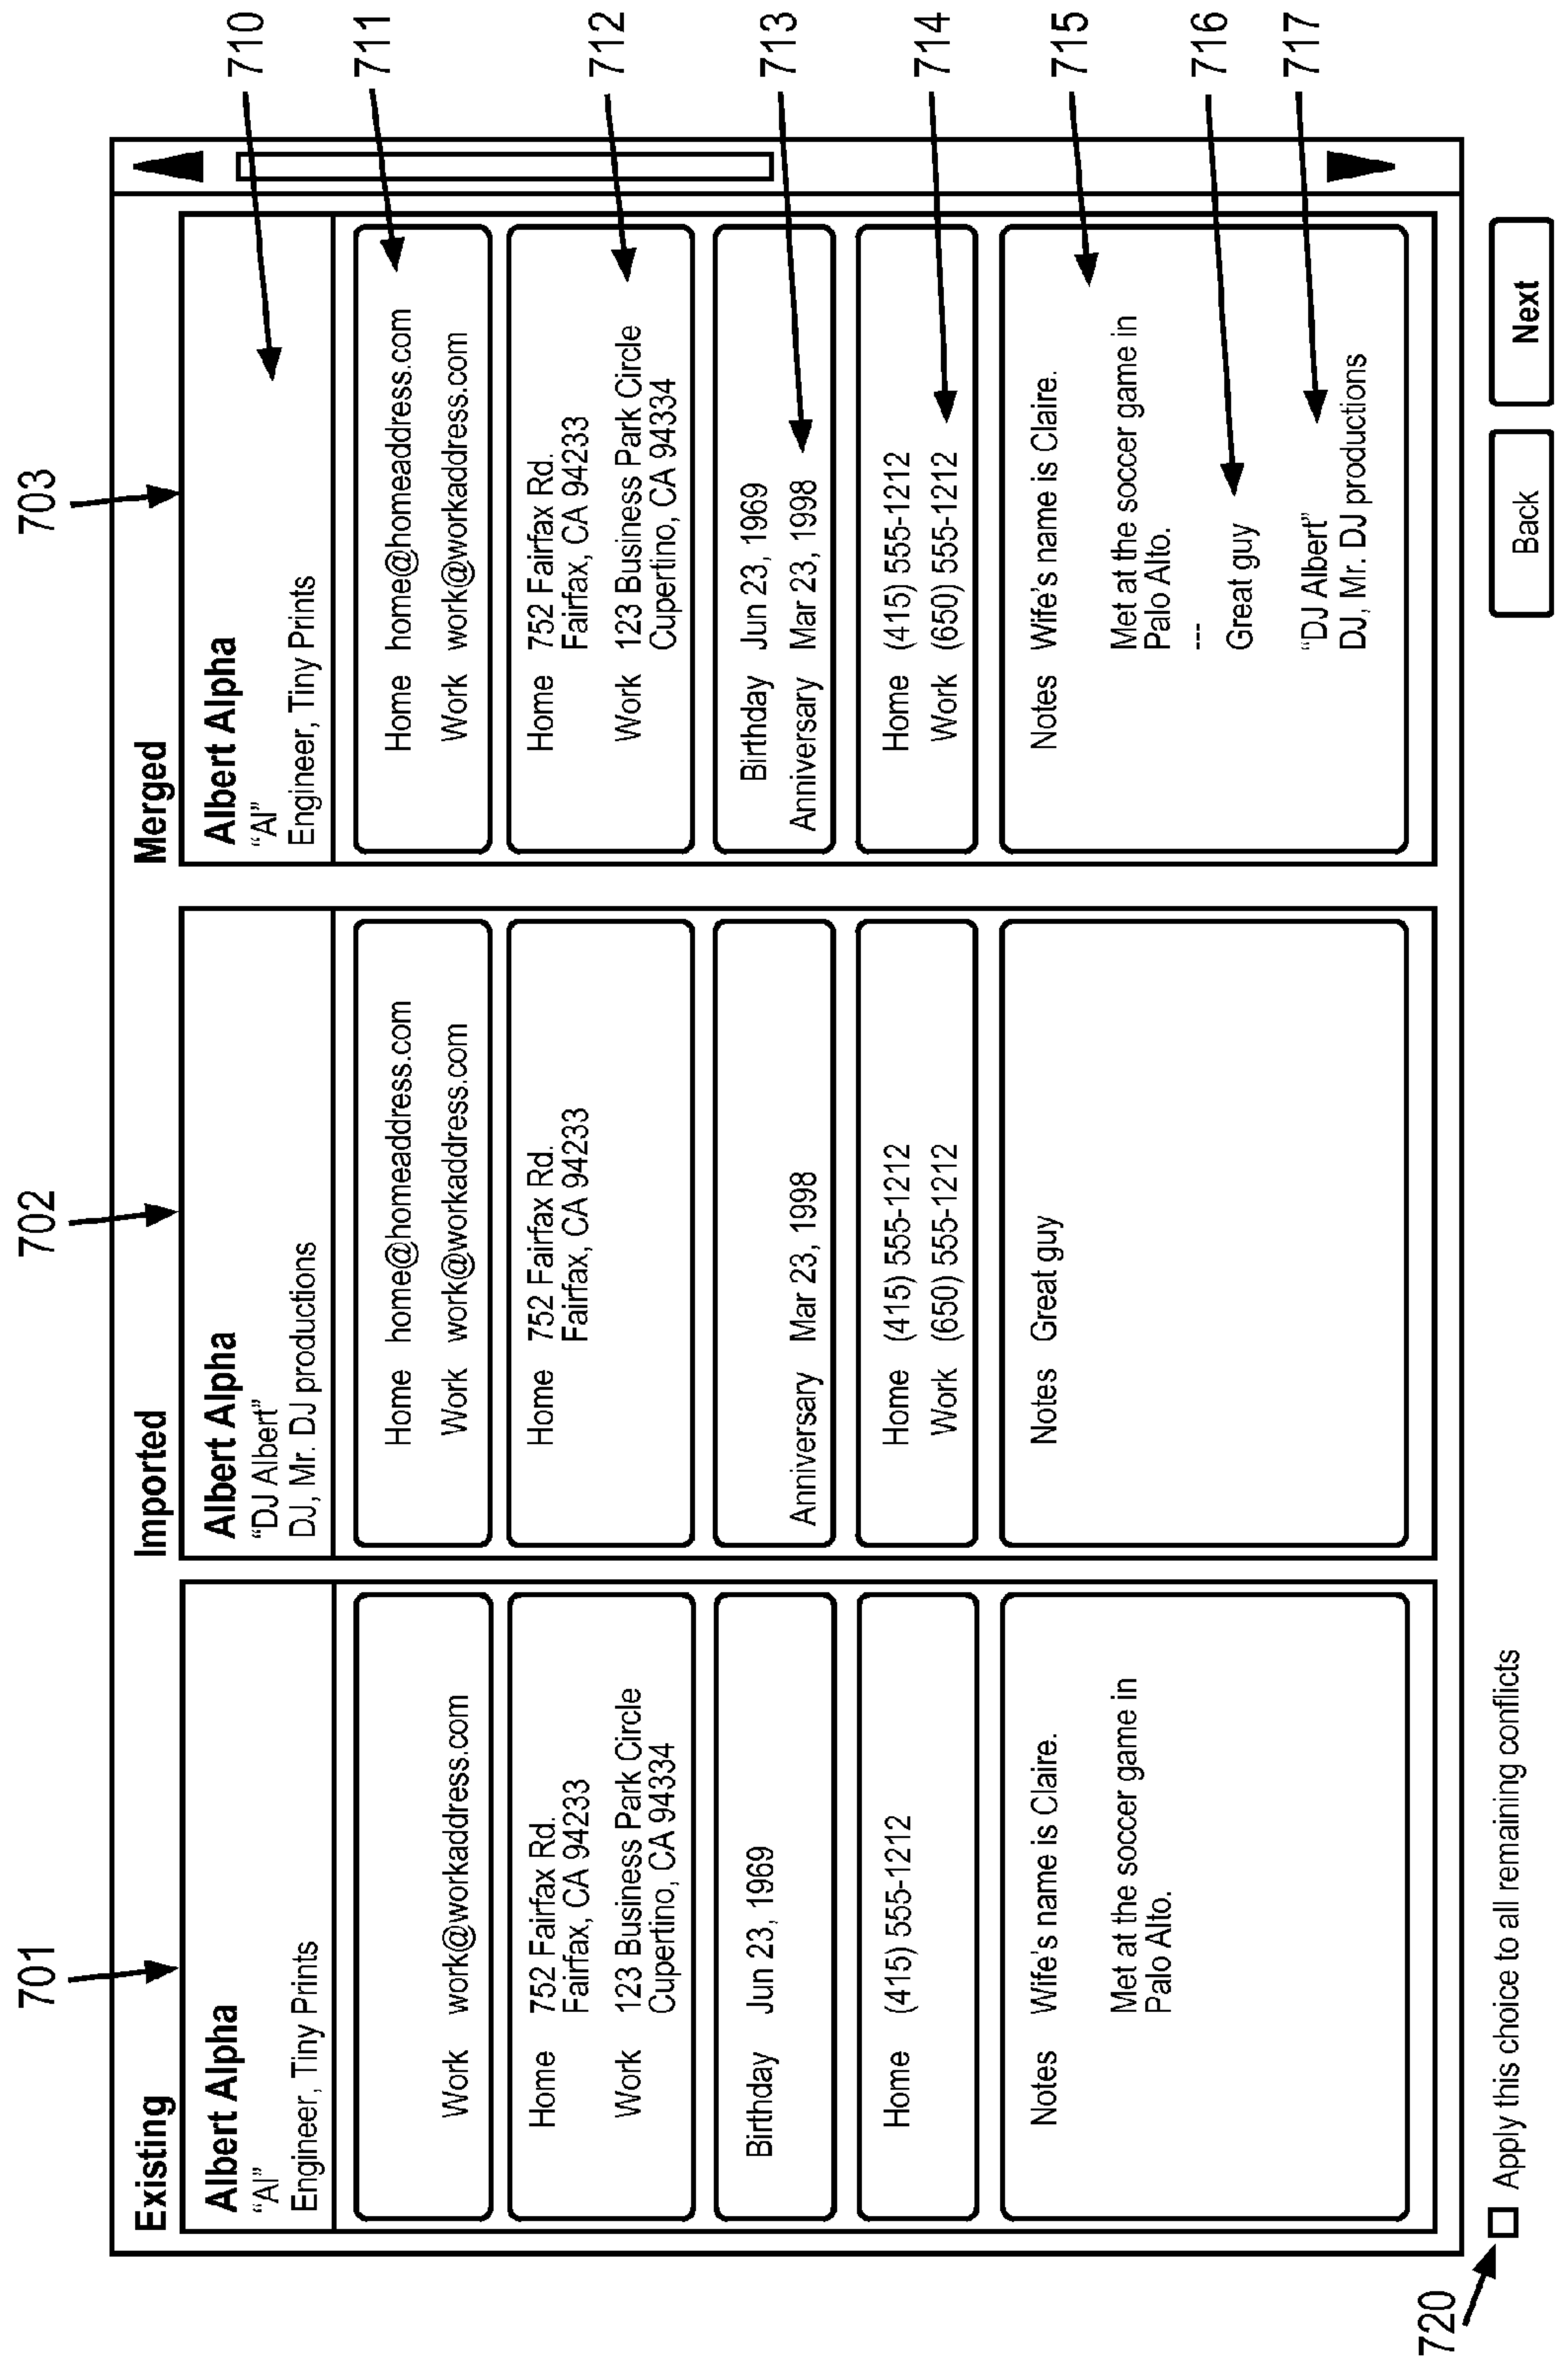 701
702
703
Existing
Albert Alpha
“Al”
Engineer, Tiny Prints
Work work@workaddress.com
Home 752 Fairfax Rd.
Fairfax, CA 94233
Work 123 Business Park Circle
Cupertino, CA 94334
Birthday Jun 23, 1969
Home (415) 555-1212
Notes Wife's name is Claire.
Met at the soccer game in
Palo Alto.
Imported
Albert Alpha
“DJ Albert”
DJ, Mr. DJ productions
Home home@homeaddress.com
Work work@workaddress.com
Home 752 Fairfax Rd.
Fairfax, CA 94233
Anniversary Mar 23, 1998
Home (415) 555-1212
Work (650) 555-1212
Notes Great guy
Merged
Albert Alpha
“Al”
Engineer, Tiny Prints
Home home@homeaddress.com
Work work@workaddress.com
Home 752 Fairfax Rd.
Fairfax, CA 94233
Work 123 Business Park Circle
Cupertino, CA 94334
Birthday Jun 23, 1969
Anniversary Mar 23, 1998
Home (415) 555-1212
Work (650) 555-1212
Notes Wife's name is Claire.
Met at the soccer game in
Palo Alto.
---
Great guy
“DJ Albert”
DJ, Mr. DJ productions
710
711
712
713
714
715
716
717
720
Apply this choice to all remaining conflicts
Back
Next